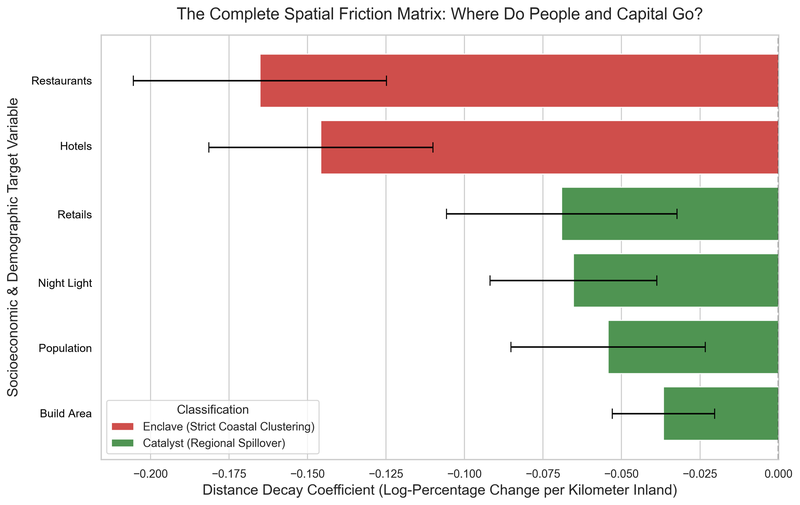 The Complete Spatial Friction Matrix: Where Do People and Capital Go?
Socioeconomic & Demographic Target Variable
Restaurants
Hotels
Retails
Night Light
Population
Build Area
Classification
Enclave (Strict Coastal Clustering)
Catalyst (Regional Spillover)
−0.200 −0.175 −0.150 −0.125 −0.100 −0.075 −0.050 −0.025 0.000
Distance Decay Coefficient (Log-Percentage Change per Kilometer Inland)